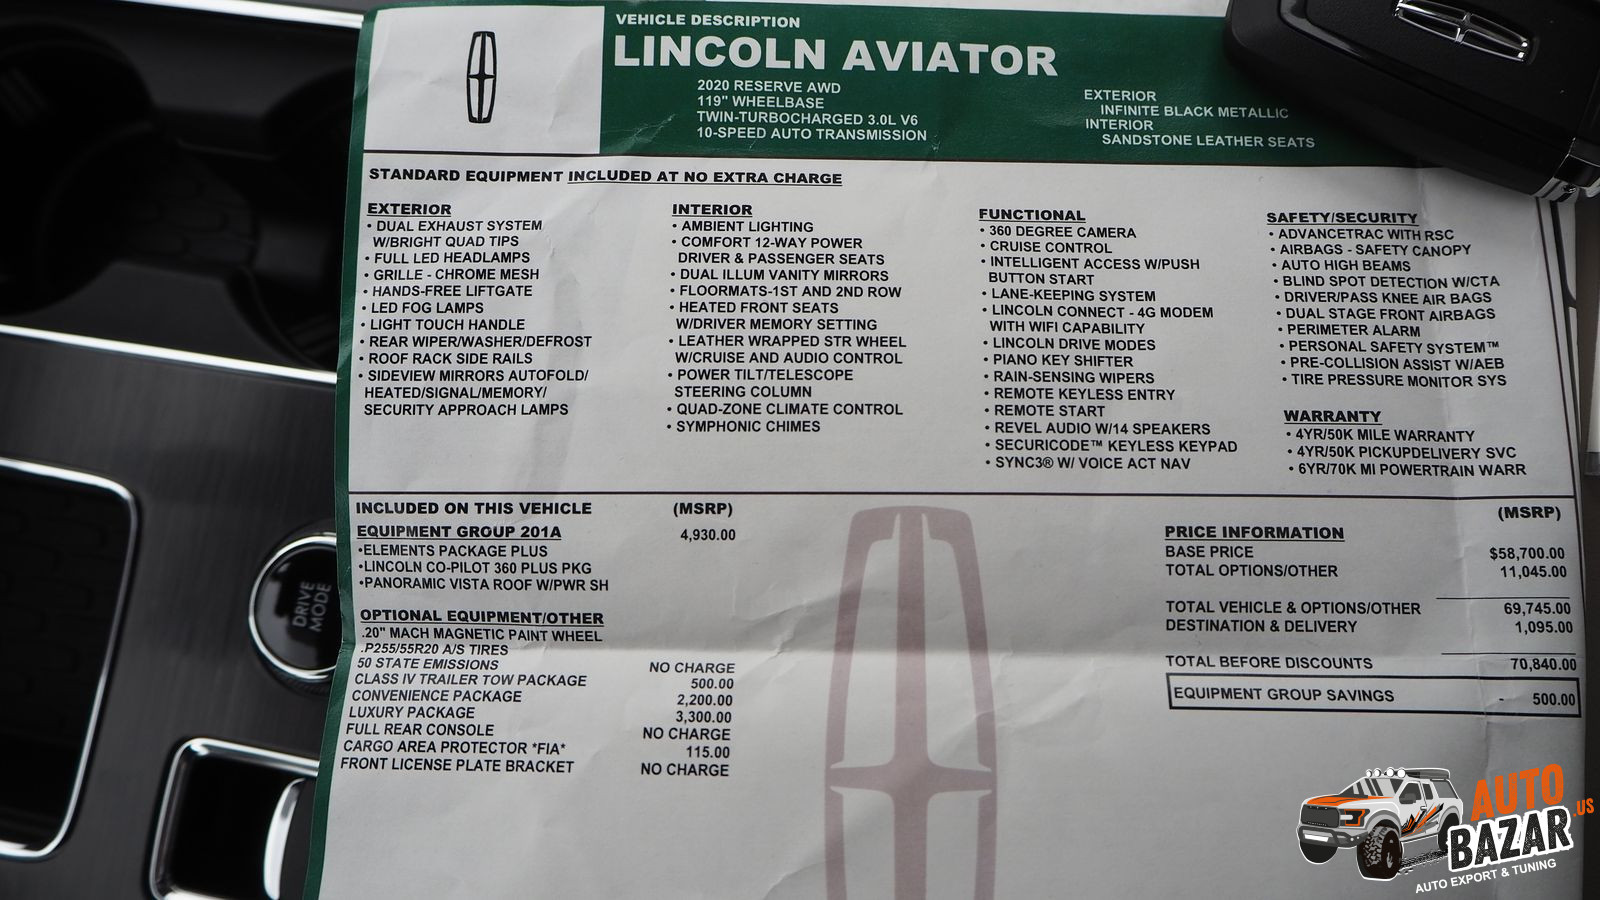 VEHICLE DESCRIPTION
LINCOLN AVIATOR
2020 RESERVE AWD
119" WHEELBASE
TWIN-TURBOCHARGED 3.0L V6
10-SPEED AUTO TRANSMISSION
EXTERIOR
INFINITE BLACK METALLIC
INTERIOR
SANDSTONE LEATHER SEATS
STANDARD EQUIPMENT INCLUDED AT NO EXTRA CHARGE
EXTERIOR
• DUAL EXHAUST SYSTEM
W/BRIGHT QUAD TIPS
• FULL LED HEADLAMPS
• GRILLE - CHROME MESH
• HANDS-FREE LIFTGATE
• LED FOG LAMPS
• LIGHT TOUCH HANDLE
• REAR WIPER/WASHER/DEFROST
• ROOF RACK SIDE RAILS
• SIDEVIEW MIRRORS AUTOFOLD/
HEATED/SIGNAL/MEMORY/
SECURITY APPROACH LAMPS
INTERIOR
• AMBIENT LIGHTING
• COMFORT 12-WAY POWER
DRIVER & PASSENGER SEATS
• DUAL ILLUM VANITY MIRRORS
• FLOORMATS-1ST AND 2ND ROW
• HEATED FRONT SEATS
W/DRIVER MEMORY SETTING
• LEATHER WRAPPED STR WHEEL
W/CRUISE AND AUDIO CONTROL
• POWER TILT/TELESCOPE
STEERING COLUMN
• QUAD-ZONE CLIMATE CONTROL
• SYMPHONIC CHIMES
FUNCTIONAL
• 360 DEGREE CAMERA
• CRUISE CONTROL
• INTELLIGENT ACCESS W/PUSH
BUTTON START
• LANE-KEEPING SYSTEM
• LINCOLN CONNECT - 4G MODEM
WITH WIFI CAPABILITY
• LINCOLN DRIVE MODES
• PIANO KEY SHIFTER
• RAIN-SENSING WIPERS
• REMOTE KEYLESS ENTRY
• REMOTE START
• REVEL AUDIO W/14 SPEAKERS
• SECURICODE™ KEYLESS KEYPAD
• SYNC3® W/ VOICE ACT NAV
SAFETY/SECURITY
• ADVANCETRAC WITH RSC
• AIRBAGS - SAFETY CANOPY
• AUTO HIGH BEAMS
• BLIND SPOT DETECTION W/CTA
• DRIVER/PASS KNEE AIR BAGS
• DUAL STAGE FRONT AIRBAGS
• PERIMETER ALARM
• PERSONAL SAFETY SYSTEM™
• PRE-COLLISION ASSIST W/AEB
• TIRE PRESSURE MONITOR SYS
WARRANTY
• 4YR/50K MILE WARRANTY
• 4YR/50K PICKUPDELIVERY SVC
• 6YR/70K MI POWERTRAIN WARR
INCLUDED ON THIS VEHICLE (MSRP)
EQUIPMENT GROUP 201A 4,930.00
•ELEMENTS PACKAGE PLUS
•LINCOLN CO-PILOT 360 PLUS PKG
•PANORAMIC VISTA ROOF W/PWR SH
OPTIONAL EQUIPMENT/OTHER
.20" MACH MAGNETIC PAINT WHEEL
.P255/55R20 A/S TIRES
50 STATE EMISSIONS NO CHARGE
CLASS IV TRAILER TOW PACKAGE 500.00
CONVENIENCE PACKAGE 2,200.00
LUXURY PACKAGE 3,300.00
FULL REAR CONSOLE NO CHARGE
CARGO AREA PROTECTOR *FIA* 115.00
FRONT LICENSE PLATE BRACKET NO CHARGE
(MSRP)
PRICE INFORMATION
BASE PRICE $58,700.00
TOTAL OPTIONS/OTHER 11,045.00
TOTAL VEHICLE & OPTIONS/OTHER 69,745.00
DESTINATION & DELIVERY 1,095.00
TOTAL BEFORE DISCOUNTS 70,840.00
EQUIPMENT GROUP SAVINGS - 500.00
DRIVE
MODE
AUTO
BAZAR.US
AUTO EXPORT & TUNING